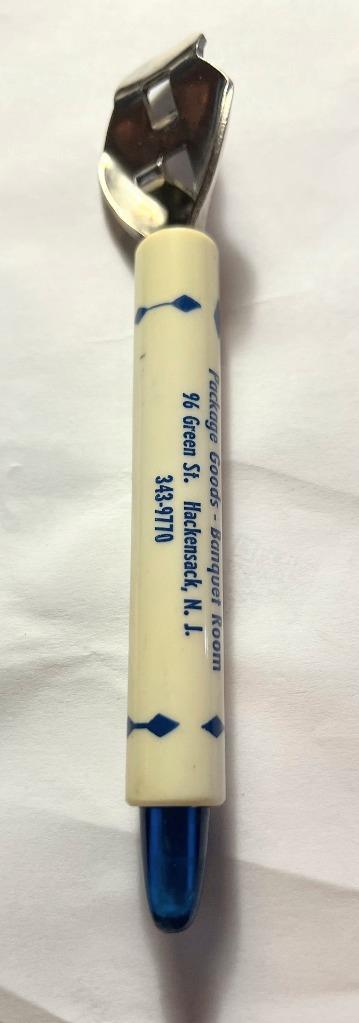 Package Goods - Banquet Room
96 Green St. Hackensack, N. J.
343-9770